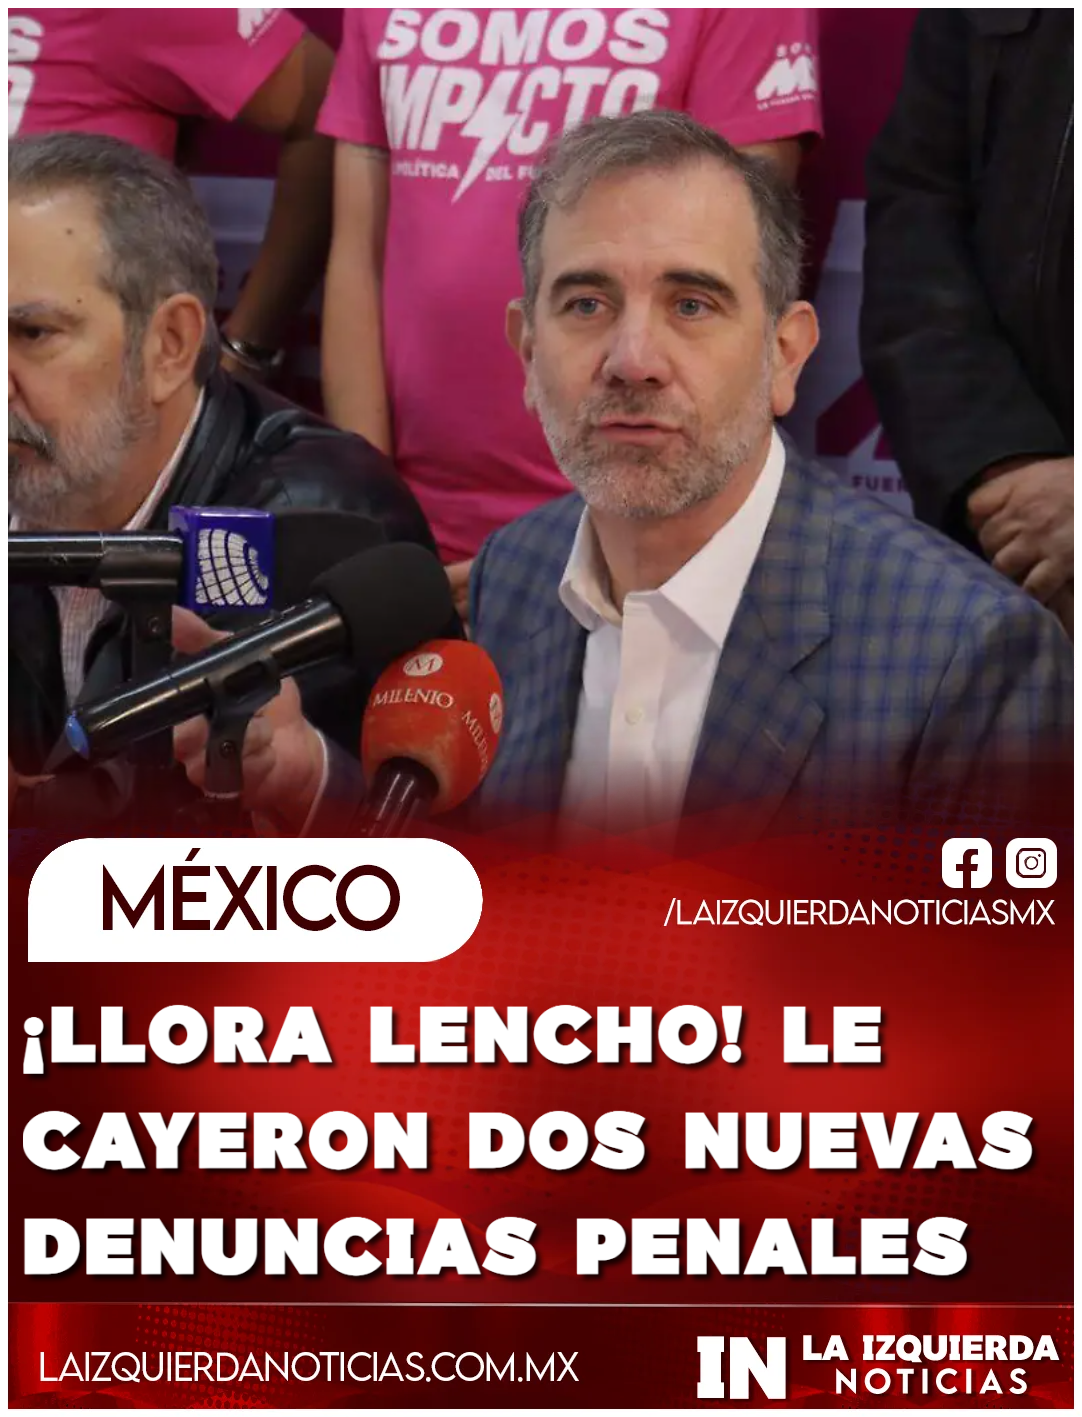 SOMOS
IMPACTO
POLÍTICA DEL
MILENIO
FUER
MÉXICO
/LAIZQUIERDANOTICIASMX
¡LLORA LENCHO! LE
CAYERON DOS NUEVAS
DENUNCIAS PENALES
LAIZQUIERDANOTICIAS.COM.MX
IN LA IZQUIERDA
NOTICIAS